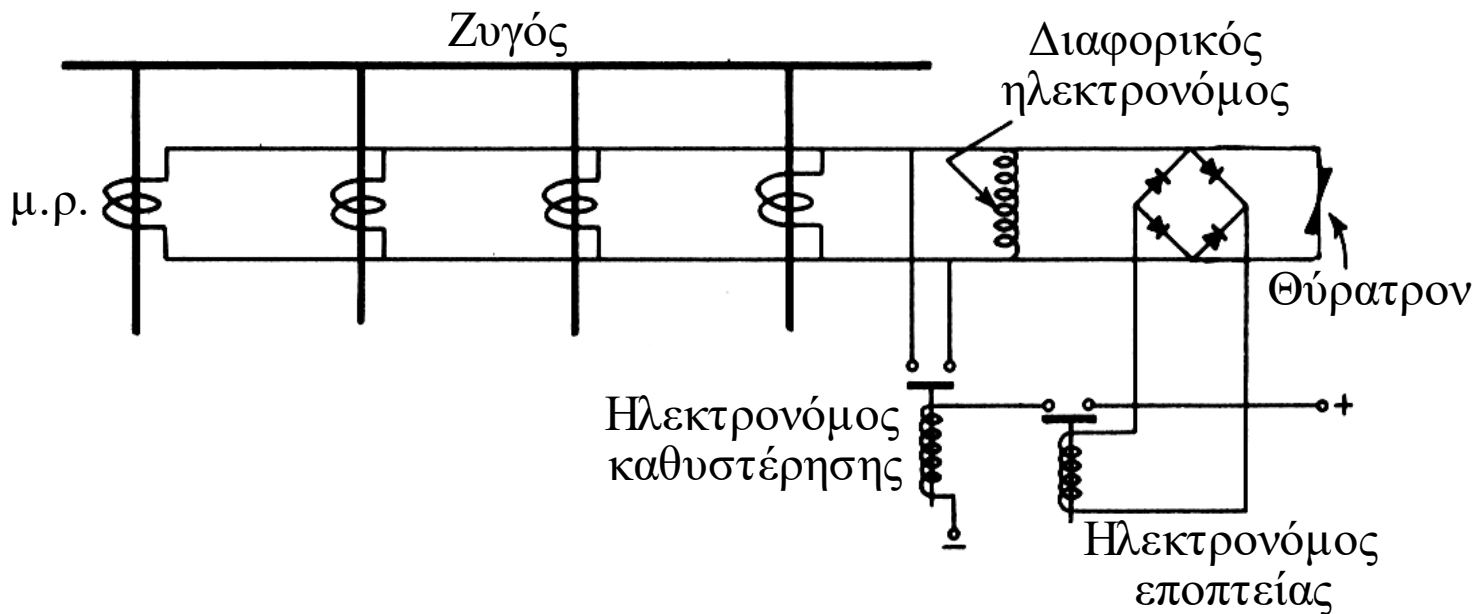 Ζυγός
Διαφορικός
ηλεκτρονόμος
μ.ρ.
Θύρατρον
Ηλεκτρονόμος
καθυστέρησης
+
−
Ηλεκτρονόμος
εποπτείας